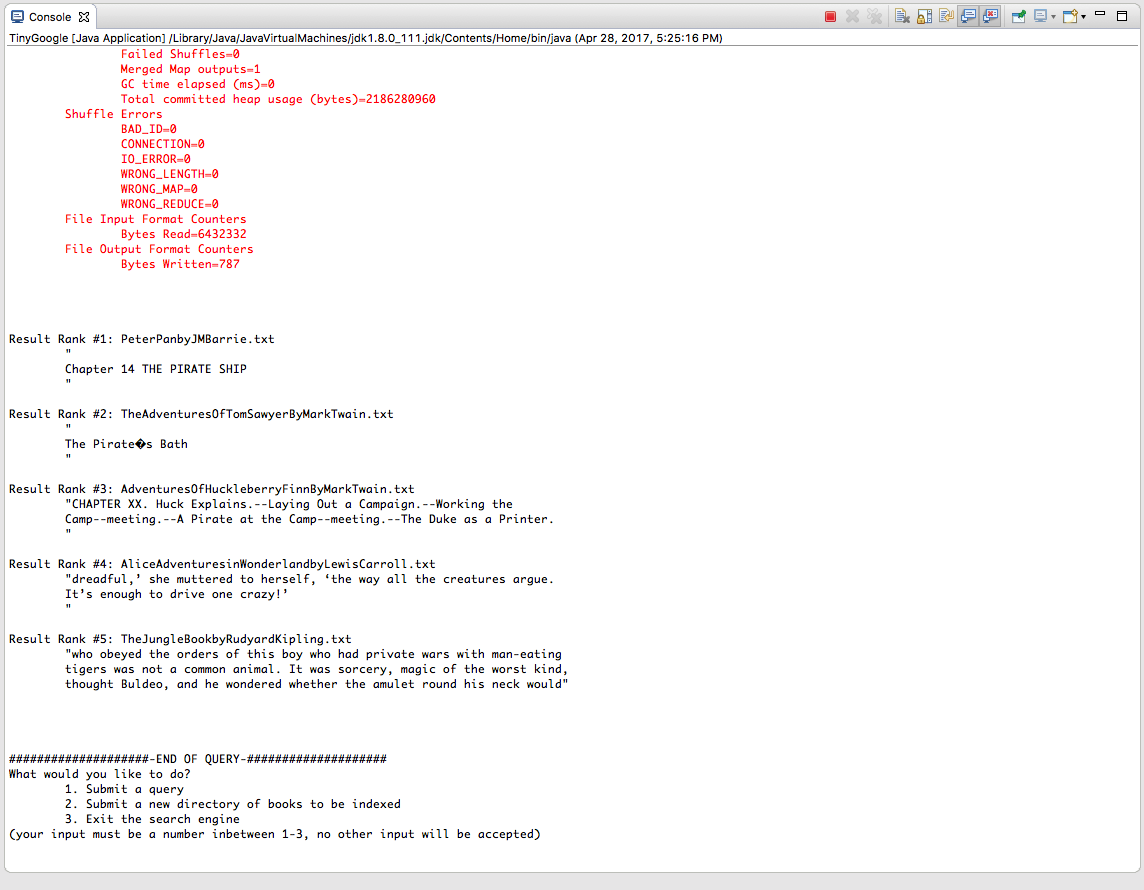 Console
TinyGoogle [Java Application] /Library/Java/JavaVirtualMachines/jdk1.8.0_111.jdk/Contents/Home/bin/java (Apr 28, 2017, 5:25:16 PM)
Failed Shuffles=0
Merged Map outputs=1
GC time elapsed (ms)=0
Total committed heap usage (bytes)=2186280960
Shuffle Errors
BAD_ID=0
CONNECTION=0
IO_ERROR=0
WRONG_LENGTH=0
WRONG_MAP=0
WRONG_REDUCE=0
File Input Format Counters
Bytes Read=6432332
File Output Format Counters
Bytes Written=787
Result Rank #1: PeterPanbyJMBarrie.txt
"
Chapter 14 THE PIRATE SHIP
"
Result Rank #2: TheAdventuresOfTomSawyerByMarkTwain.txt
"
The Pirate�s Bath
"
Result Rank #3: AdventuresOfHuckleberryFinnByMarkTwain.txt
"CHAPTER XX. Huck Explains.--Laying Out a Campaign.--Working the
Camp--meeting.--A Pirate at the Camp--meeting.--The Duke as a Printer.
"
Result Rank #4: AliceAdventuresinWonderlandbyLewisCarroll.txt
"dreadful,’ she muttered to herself, ‘the way all the creatures argue.
It’s enough to drive one crazy!’
"
Result Rank #5: TheJungleBookbyRudyardKipling.txt
"who obeyed the orders of this boy who had private wars with man-eating
tigers was not a common animal. It was sorcery, magic of the worst kind,
thought Buldeo, and he wondered whether the amulet round his neck would"
####################-END OF QUERY-####################
What would you like to do?
1. Submit a query
2. Submit a new directory of books to be indexed
3. Exit the search engine
(your input must be a number inbetween 1-3, no other input will be accepted)